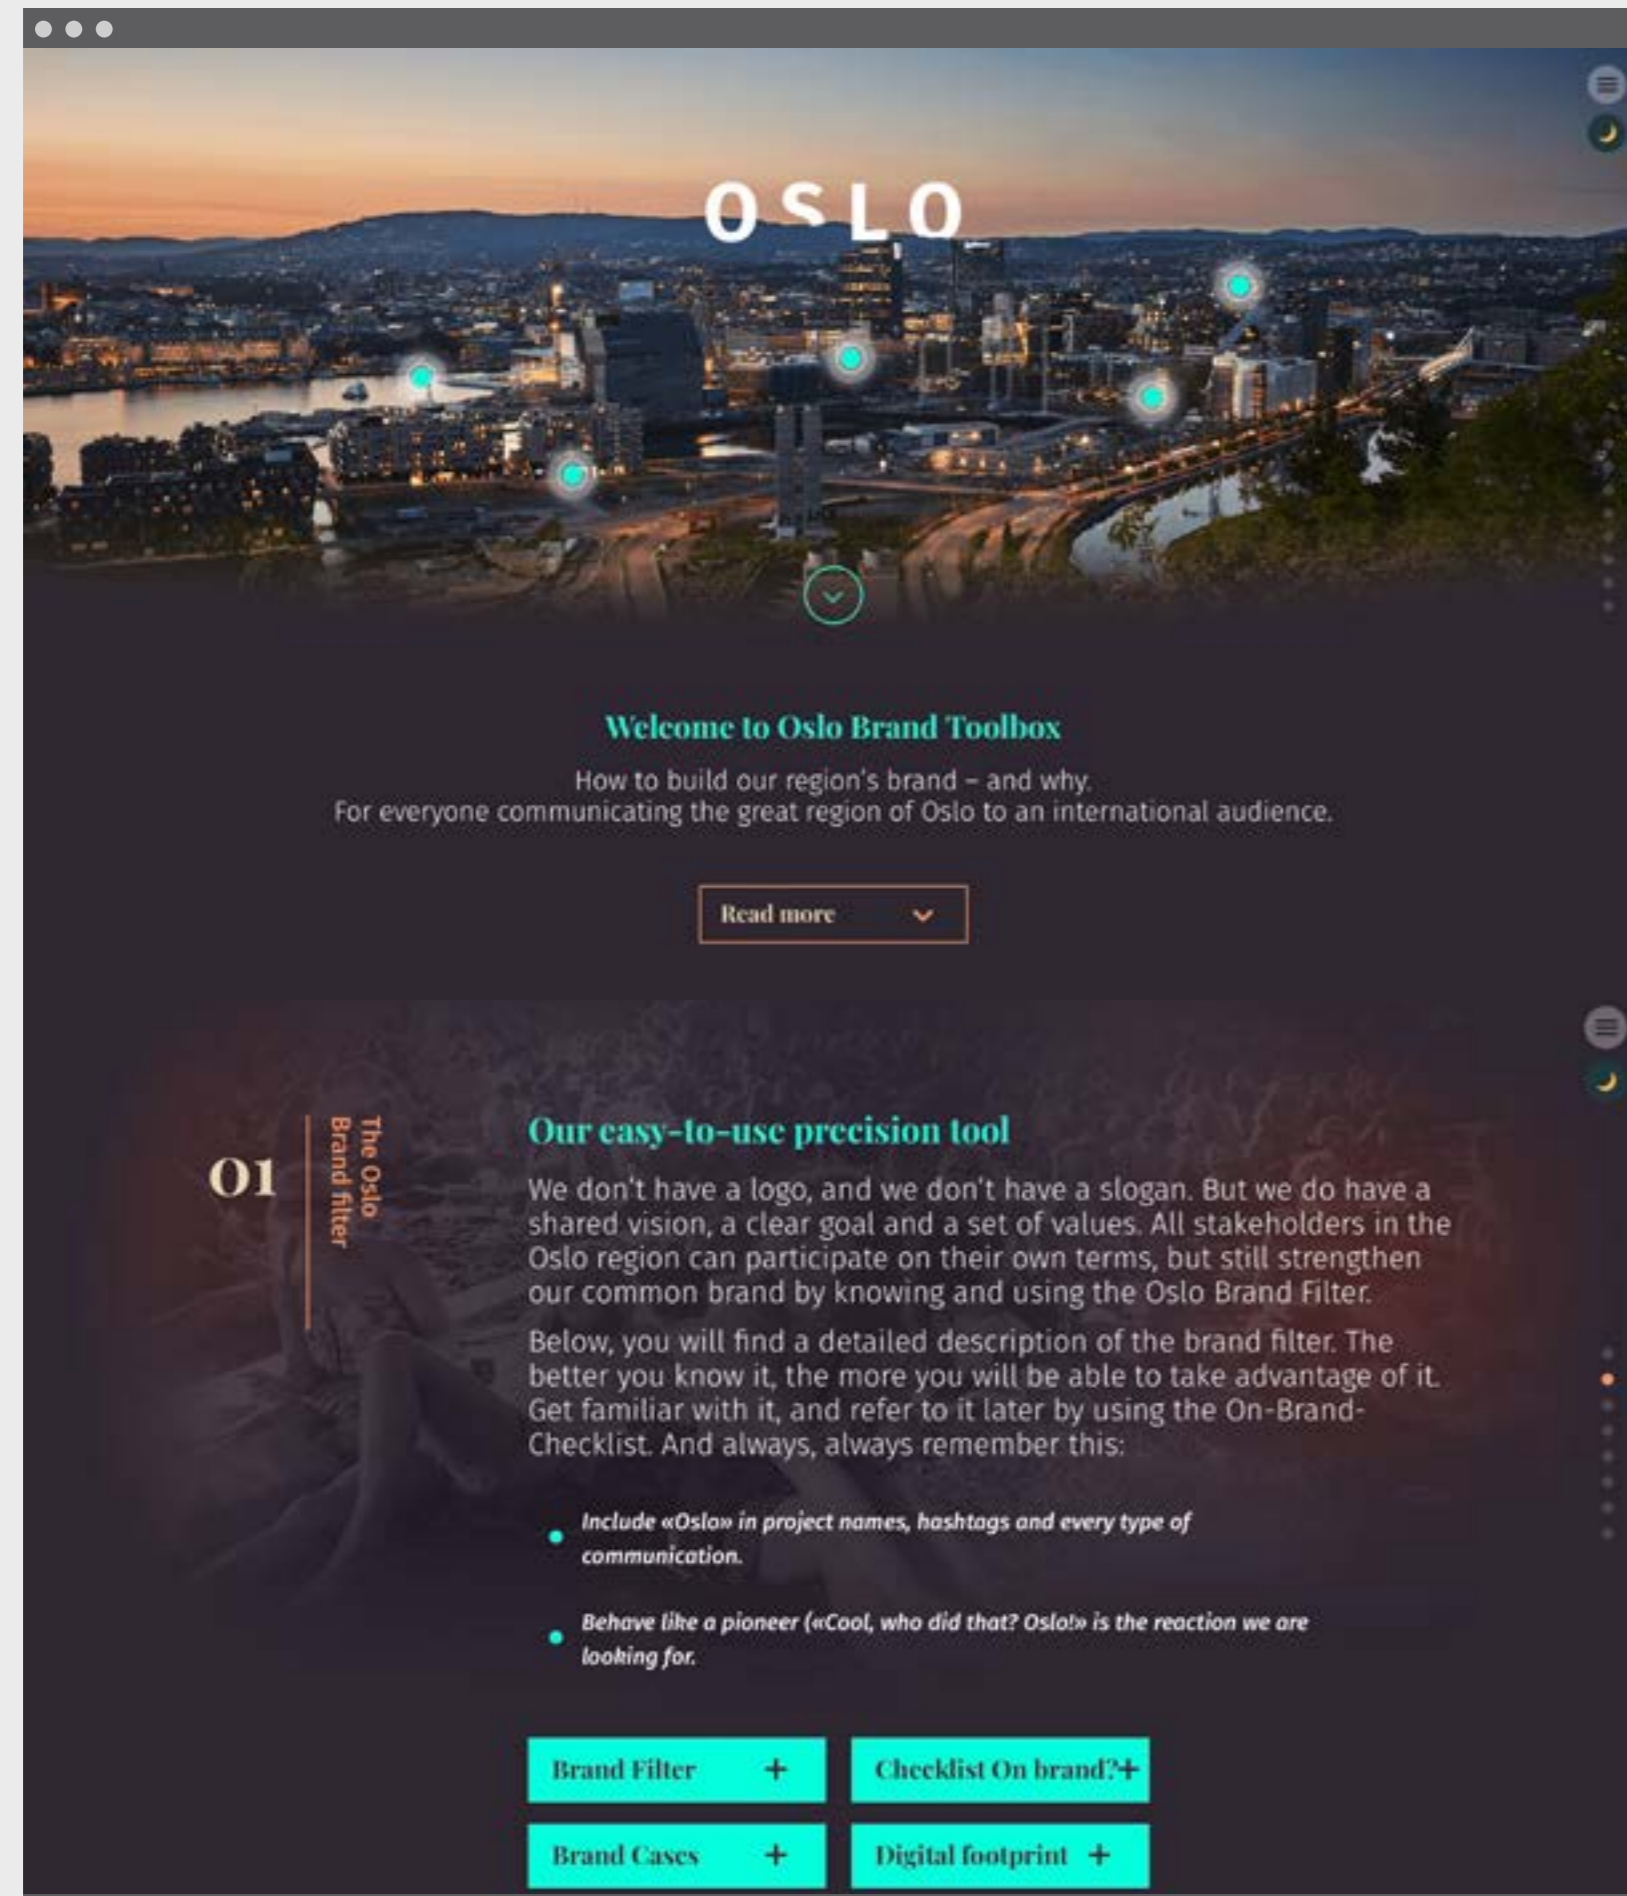 OSLO
Welcome to Oslo Brand Toolbox
How to build our region's brand – and why.
For everyone communicating the great region of Oslo to an international audience.
Read more
01
The Oslo
Brand filter
Our easy-to-use precision tool
We don't have a logo, and we don't have a slogan. But we do have a
shared vision, a clear goal and a set of values. All stakeholders in the
Oslo region can participate on their own terms, but still strengthen
our common brand by knowing and using the Oslo Brand Filter.
Below, you will find a detailed description of the brand filter. The
better you know it, the more you will be able to take advantage of it.
Get familiar with it, and refer to it later by using the On-Brand-
Checklist. And always, always remember this:
Include «Oslo» in project names, hashtags and every type of
communication.
Behave like a pioneer («Cool, who did that? Oslo!» is the reaction we are
looking for.
Brand Filter +
Checklist On brand?+
Brand Cases +
Digital footprint +